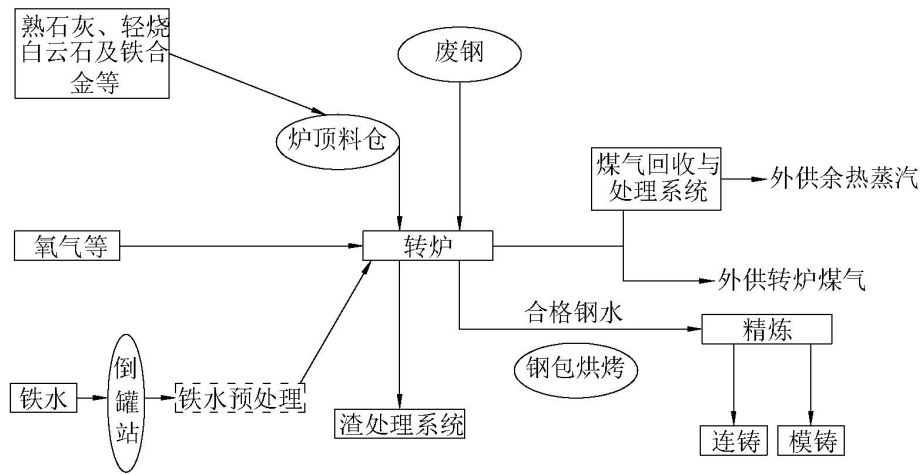 熟石灰、轻烧
白云石及铁合
金等
废钢
炉顶料仓
煤气回收与
处理系统
外供余热蒸汽
氧气等
转炉
外供转炉煤气
合格钢水
精炼
钢包烘烤
倒
罐
站
铁水
铁水预处理
渣处理系统
连铸
模铸